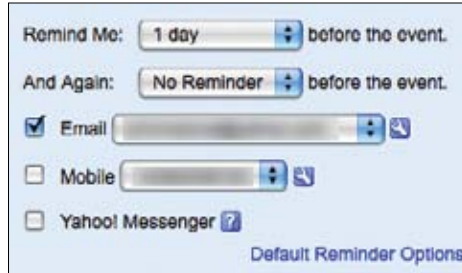 Remind Me: 1 day before the event.
And Again: No Reminder before the event.
Email
Mobile
Yahoo! Messenger ?
Default Reminder Options